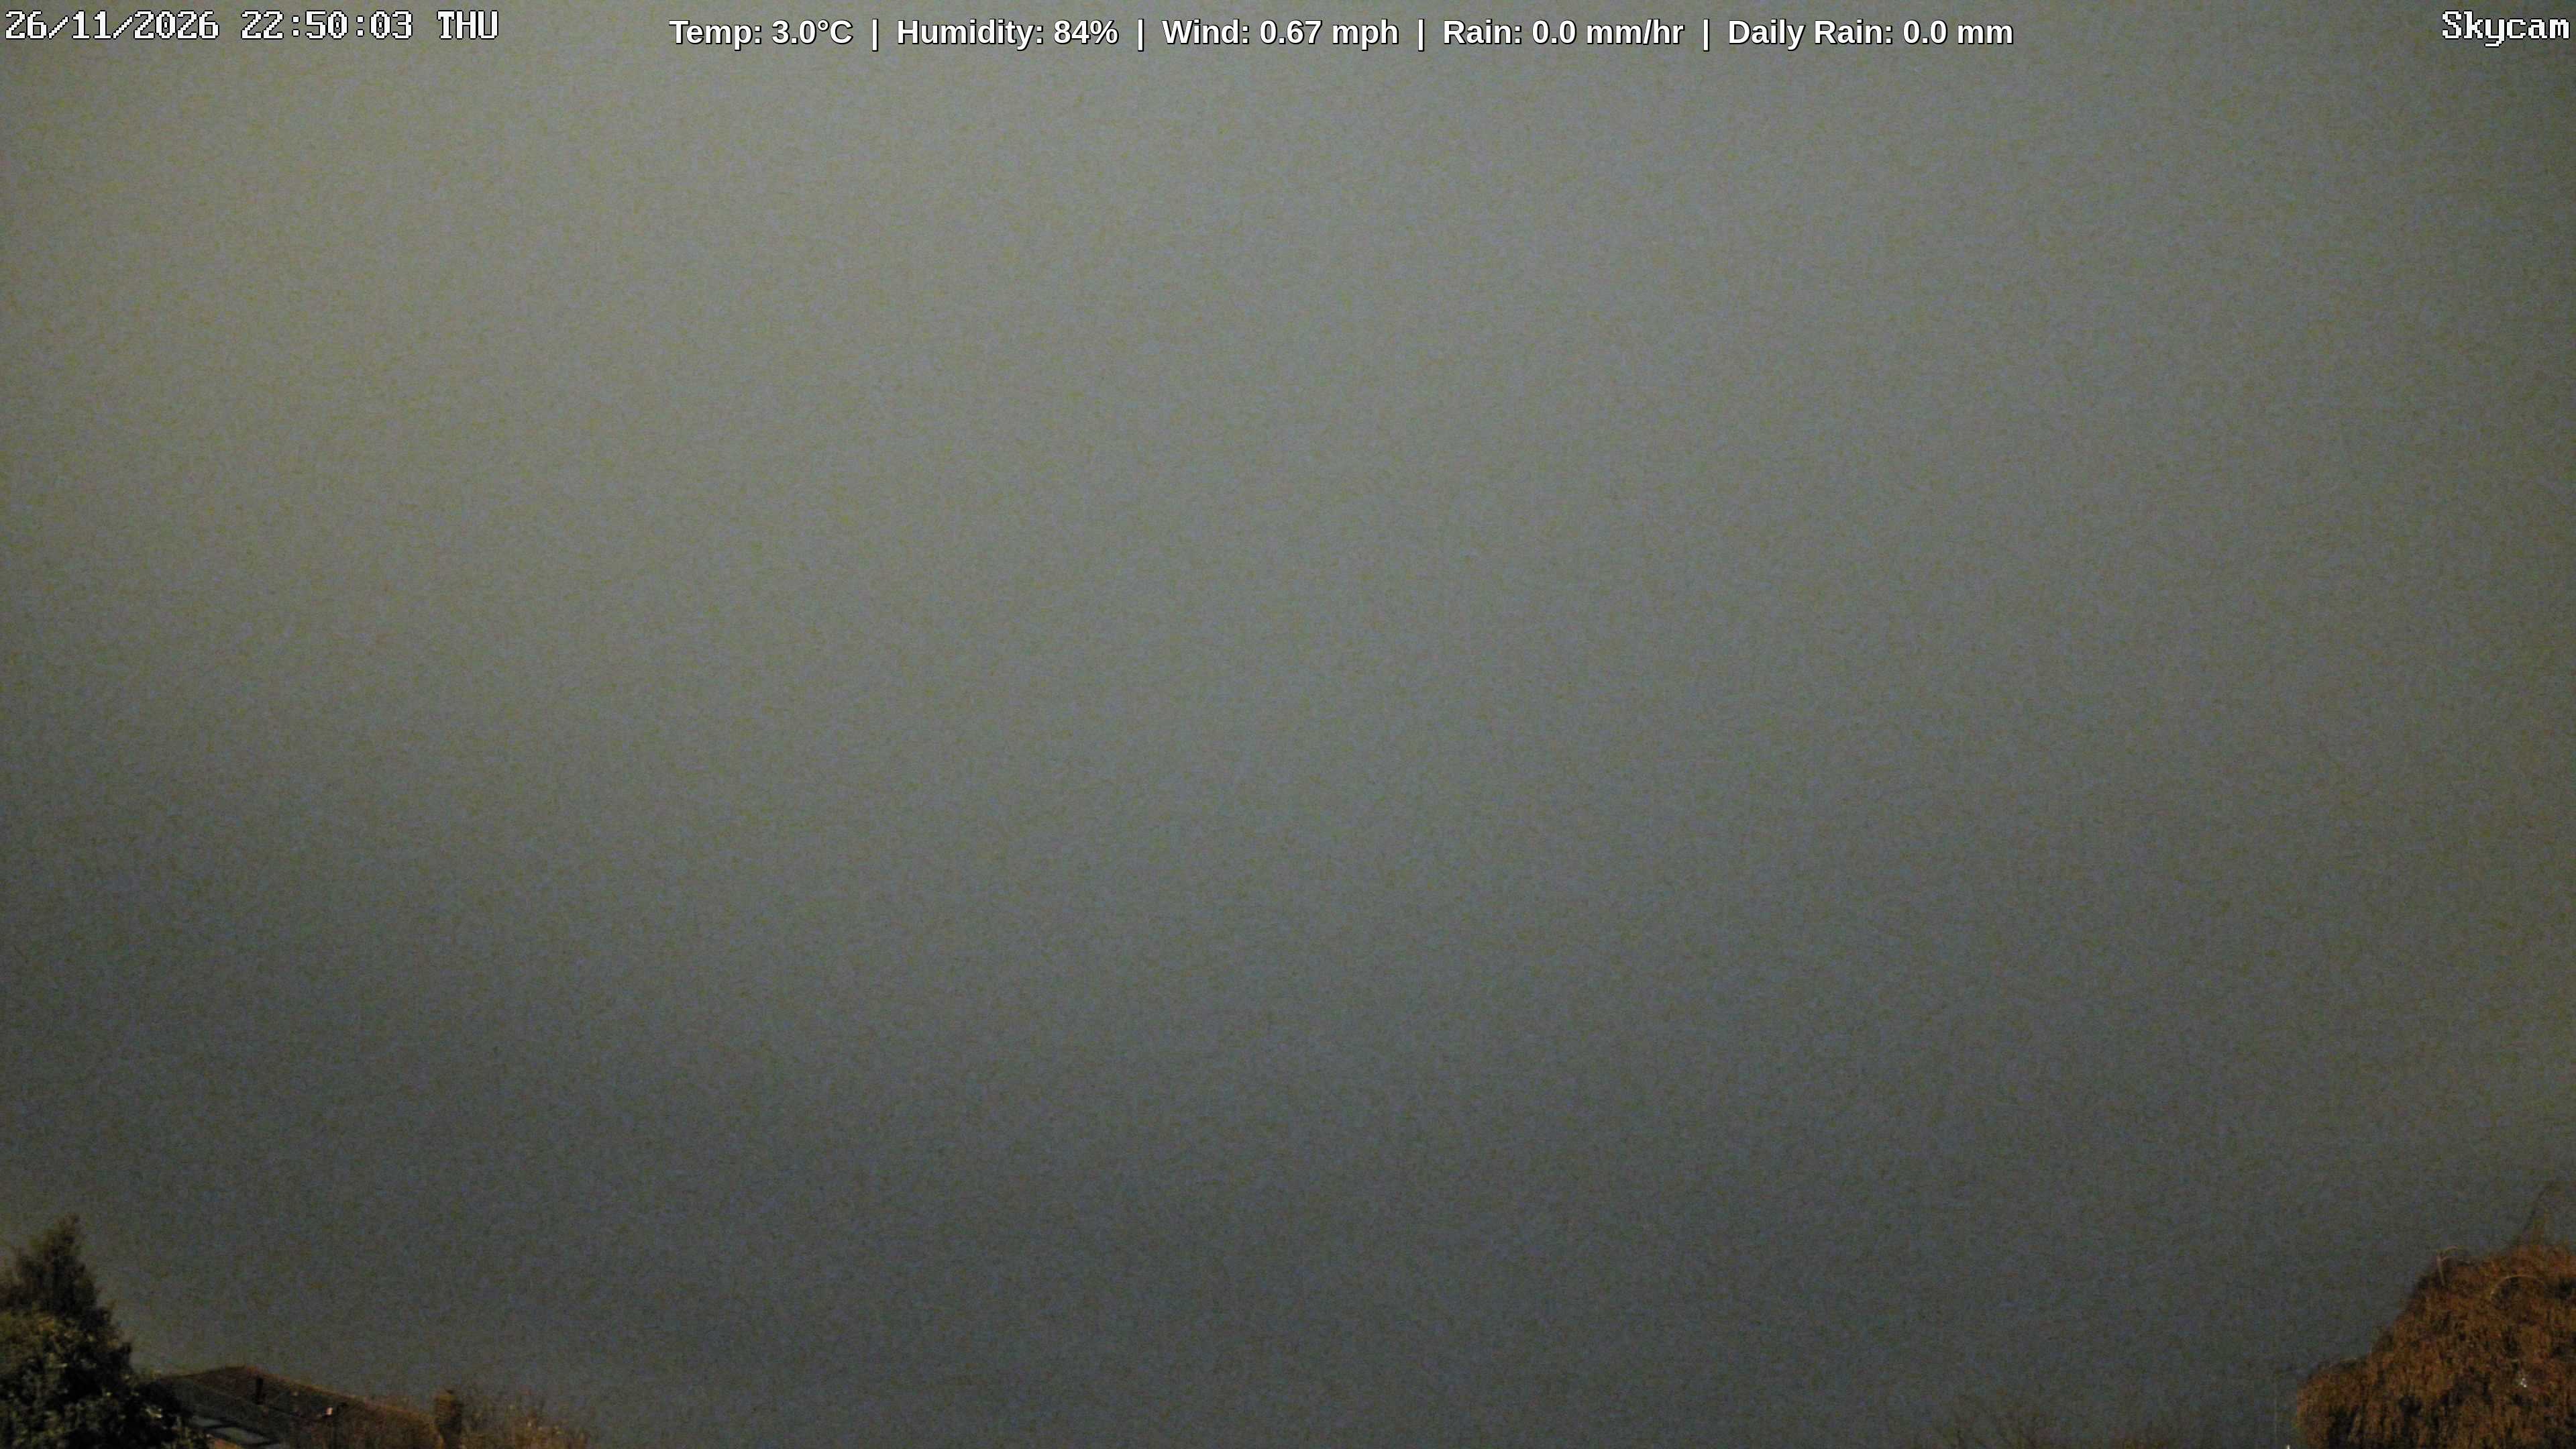 26/11/2026 22:50:03 THU
Temp: 3.0°C | Humidity: 84% | Wind: 0.67 mph | Rain: 0.0 mm/hr | Daily Rain: 0.0 mm
Skycam